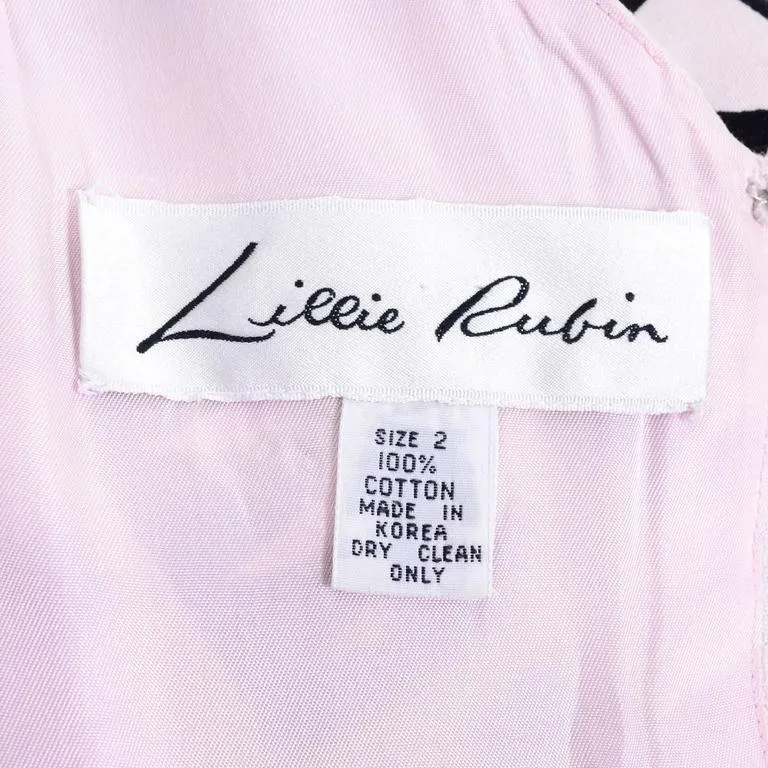 Lillie Rubin
SIZE 2
100%
COTTON
MADE IN
KOREA
DRY CLEAN
ONLY